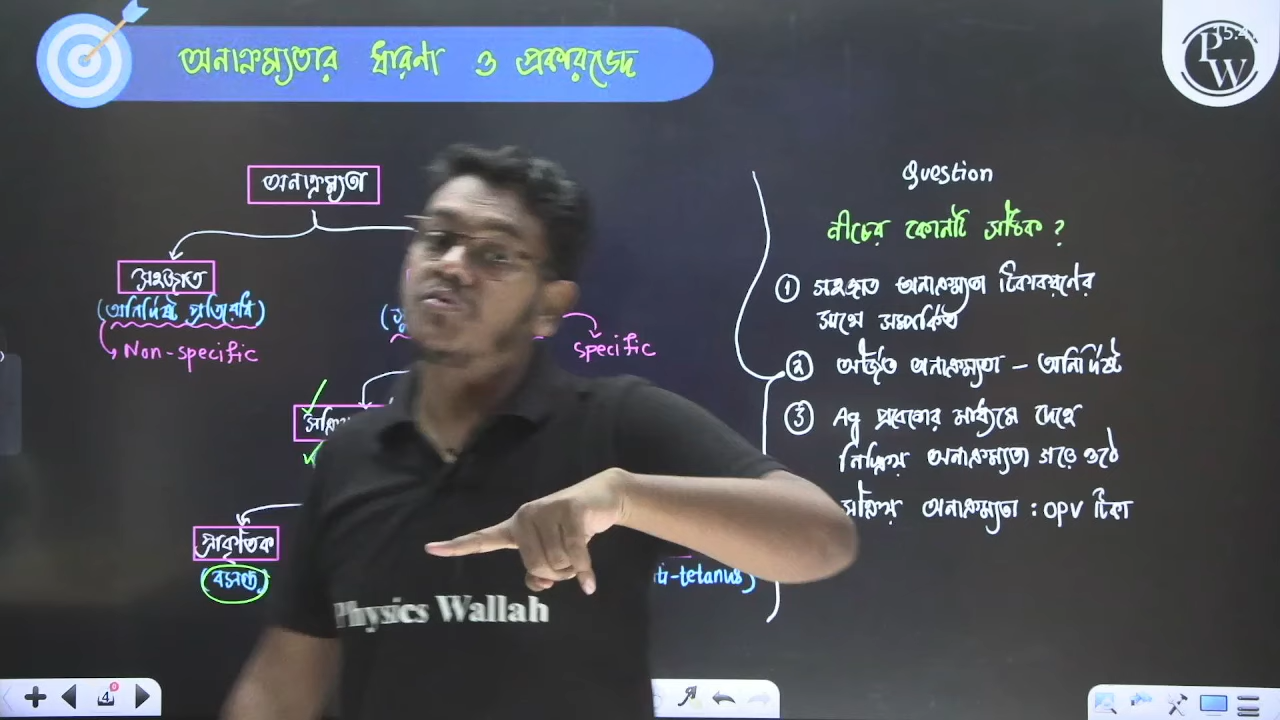 অনাক্রম্যতার ধারণা ও প্রকারভেদ
PW
অনাক্রম্যতা
সহজাত
(অনির্দিষ্ট প্রতিরক্ষা)
Non-specific
specific
প্রাকৃতিক
(বসন্ত)
ti-tetanus)
Question
নীচের কোনটি সঠিক ?
① সহজাত অনাক্রম্যতা টিকাকরণের
সাথে সম্পর্কিত
② অর্জিত অনাক্রম্যতা – অনির্দিষ্ট
③ Ag প্রবেশের মাধ্যমে দেহে
নিষ্ক্রিয় অনাক্রম্যতা গড়ে ওঠে
সক্রিয় অনাক্রম্যতা : OPV টিকা
Physics Wallah
4